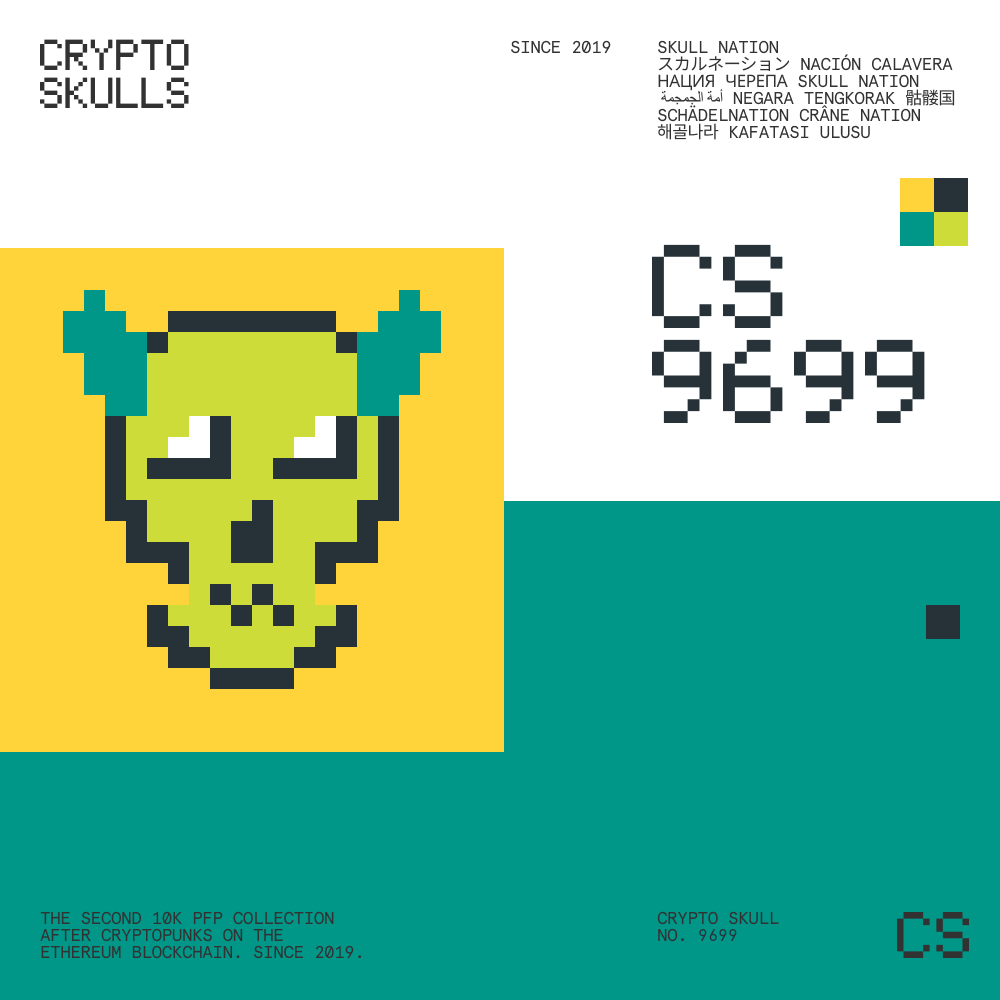 CRYPTO
SKULLS
SINCE 2019
SKULL NATION
スカルネーション NACIÓN CALAVERA
НАЦИЯ ЧЕРЕПА SKULL NATION
أمة الجمجمة NEGARA TENGKORAK 骷髅国
SCHÄDELNATION CRÂNE NATION
해골나라 KAFATASI ULUSU
CS
9699
THE SECOND 10K PFP COLLECTION
AFTER CRYPTOPUNKS ON THE
ETHEREUM BLOCKCHAIN. SINCE 2019.
CRYPTO SKULL
NO. 9699
CS